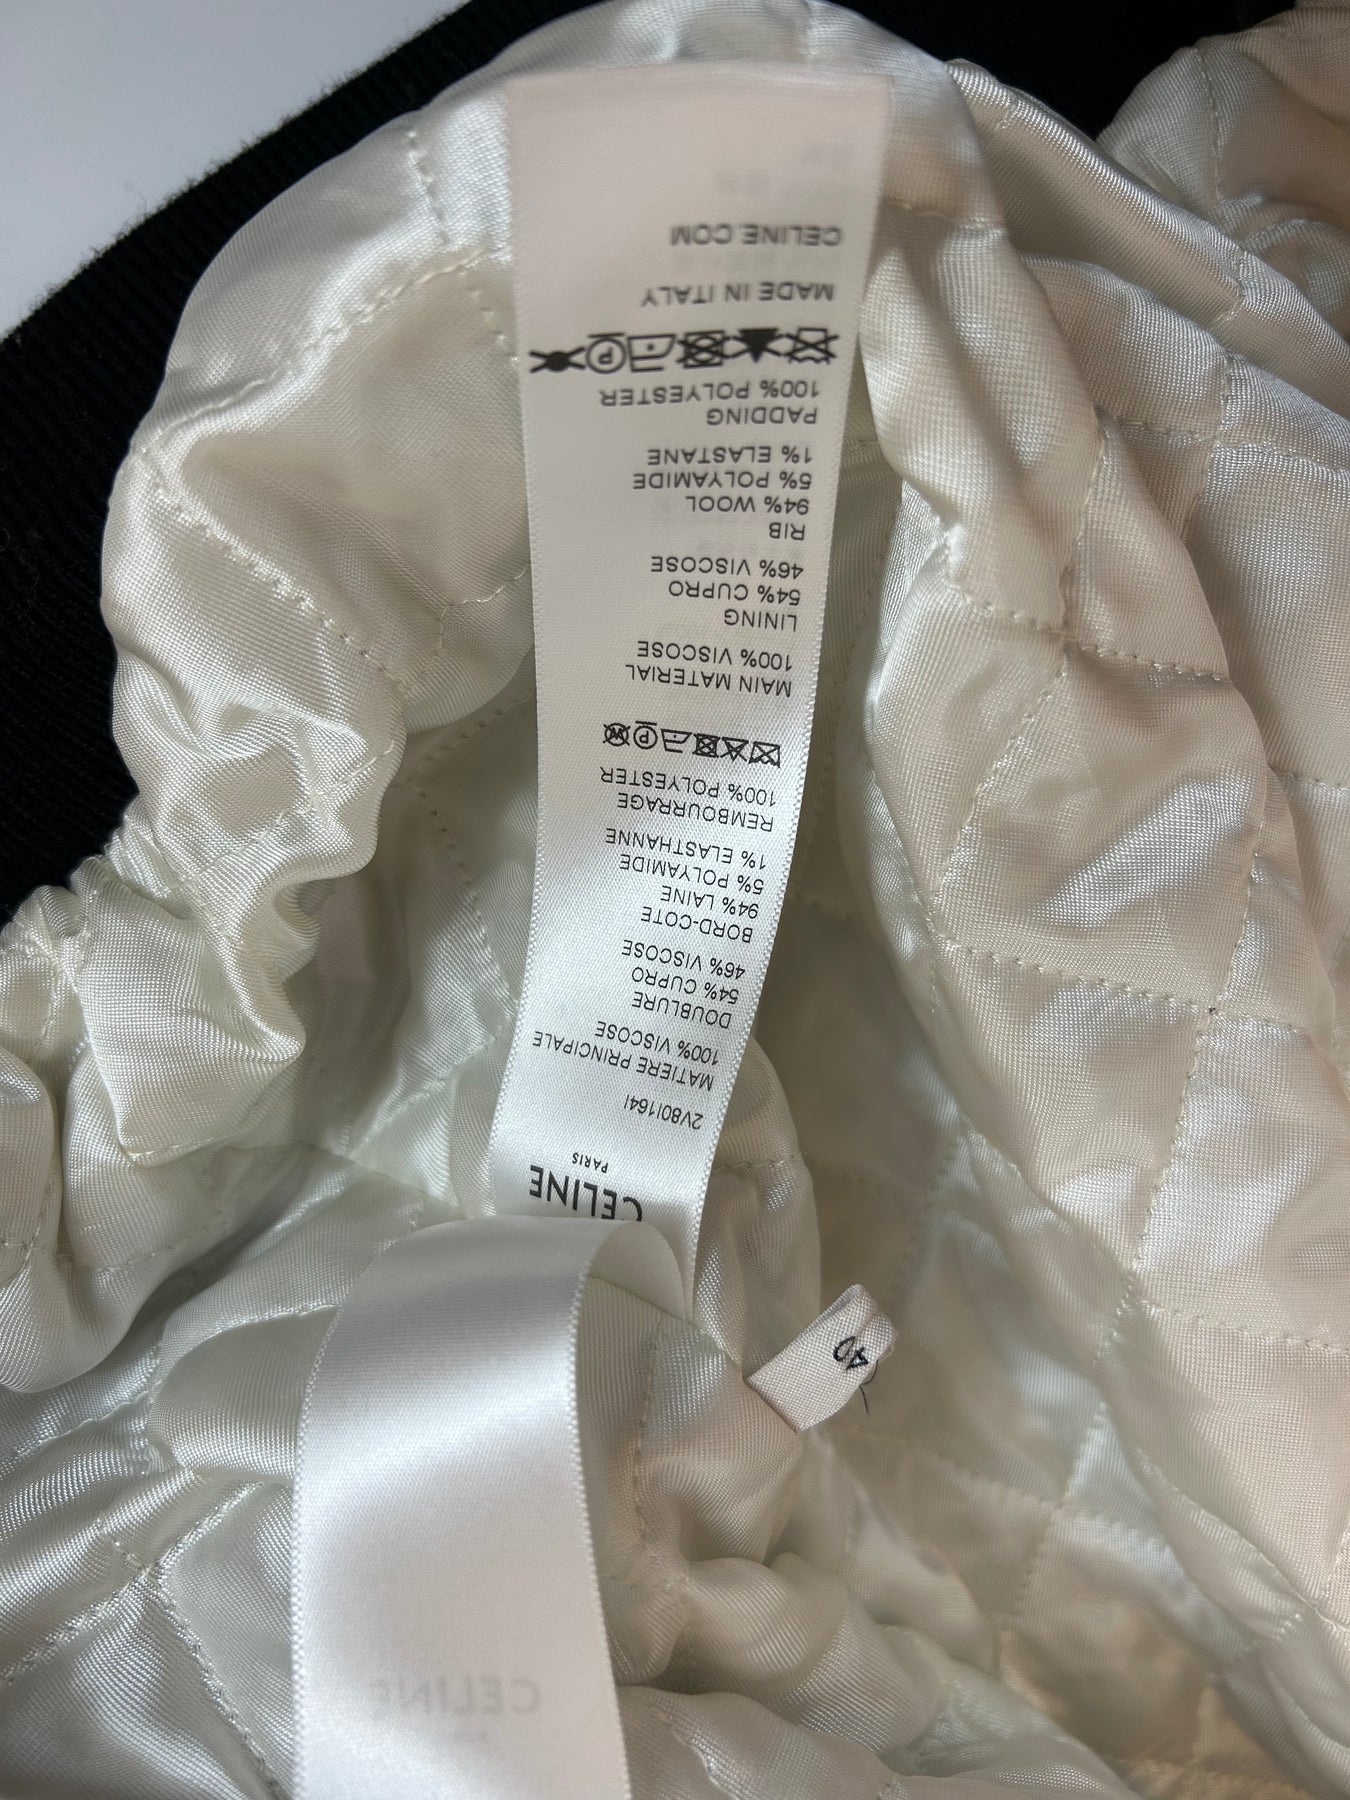 CELINE
PARIS
2V80I164I
MATIERE PRINCIPALE
100% VISCOSE
DOUBLURE
54% CUPRO
46% VISCOSE
BORD-COTE
94% LAINE
5% POLYAMIDE
1% ELASTHANNE
REMBOURRAGE
100% POLYESTER
P W
MAIN MATERIAL
100% VISCOSE
LINING
54% CUPRO
46% VISCOSE
RIB
94% WOOL
5% POLYAMIDE
1% ELASTANE
PADDING
100% POLYESTER
P
MADE IN ITALY
CELINE.COM
40
CELINE